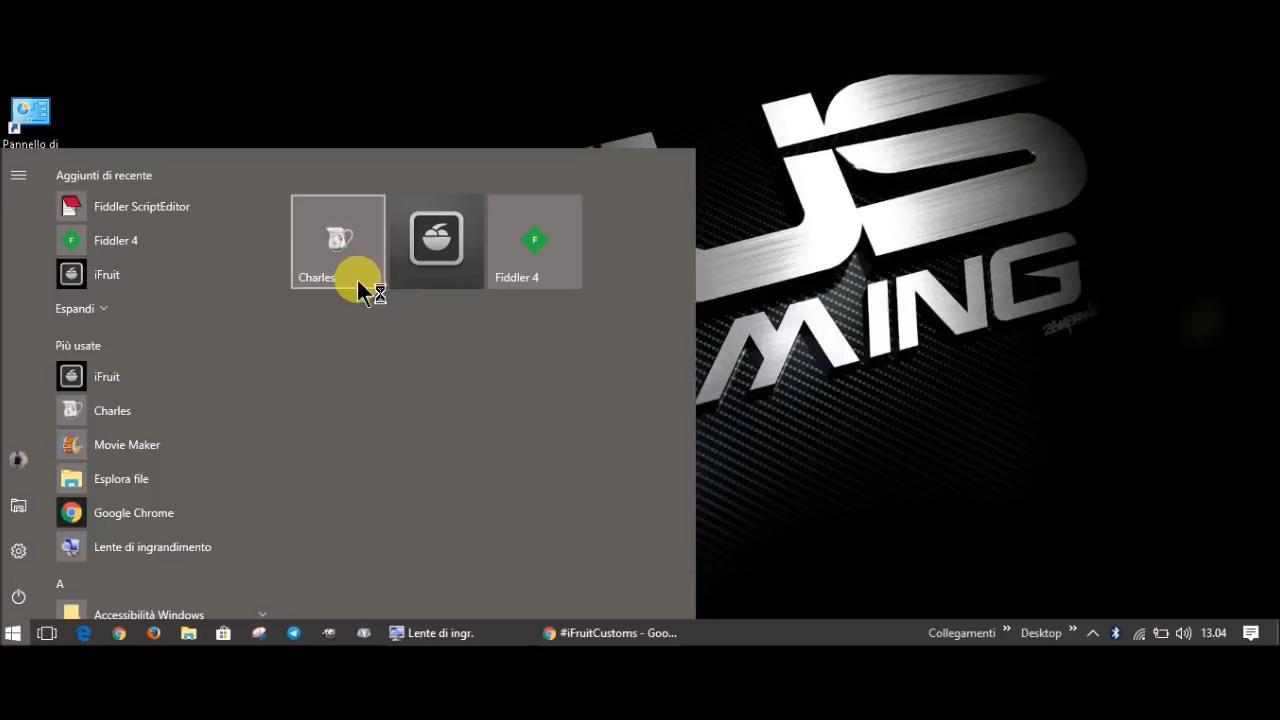 Pannello di
Aggiunti di recente
Fiddler ScriptEditor
Fiddler 4
iFruit
Espandi
Più usate
iFruit
Charles
Movie Maker
Esplora file
Google Chrome
Lente di ingrandimento
A
Accessibilità Windows
Charles
Fiddler 4
JS
MING
Lente di ingr.
#iFruitCustoms - Goo...
Collegamenti
Desktop
13.04